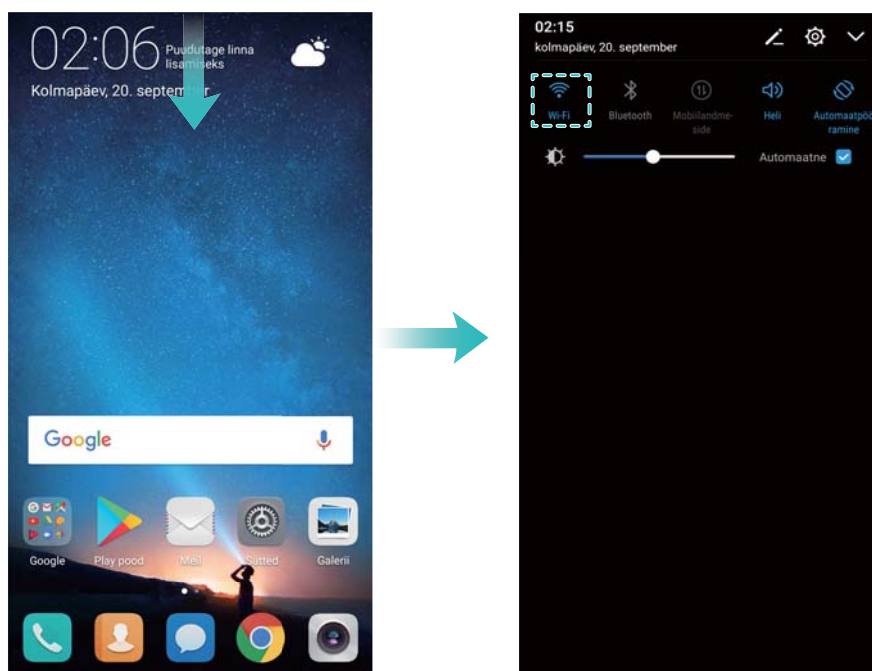 02:06
Puudutage linna
lisamiseks
Kolmapäev, 20. september
Google
Google
Play pood
Meil
Sätted
Galerii
02:15
kolmapäev, 20. september
Wi-Fi
Bluetooth
Mobiilandme-
side
Heli
Automaatpöö
ramine
Automaatne